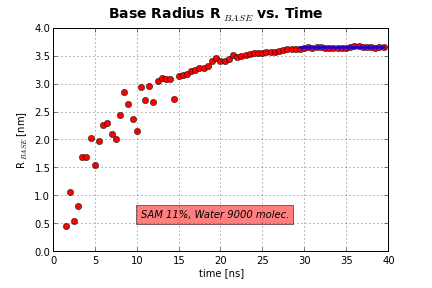 Base Radius R BASE vs. Time
R BASE [nm]
4.0
3.5
3.0
2.5
2.0
1.5
1.0
0.5
0.0
SAM 11%, Water 9000 molec.
0 5 10 15 20 25 30 35 40
time [ns]